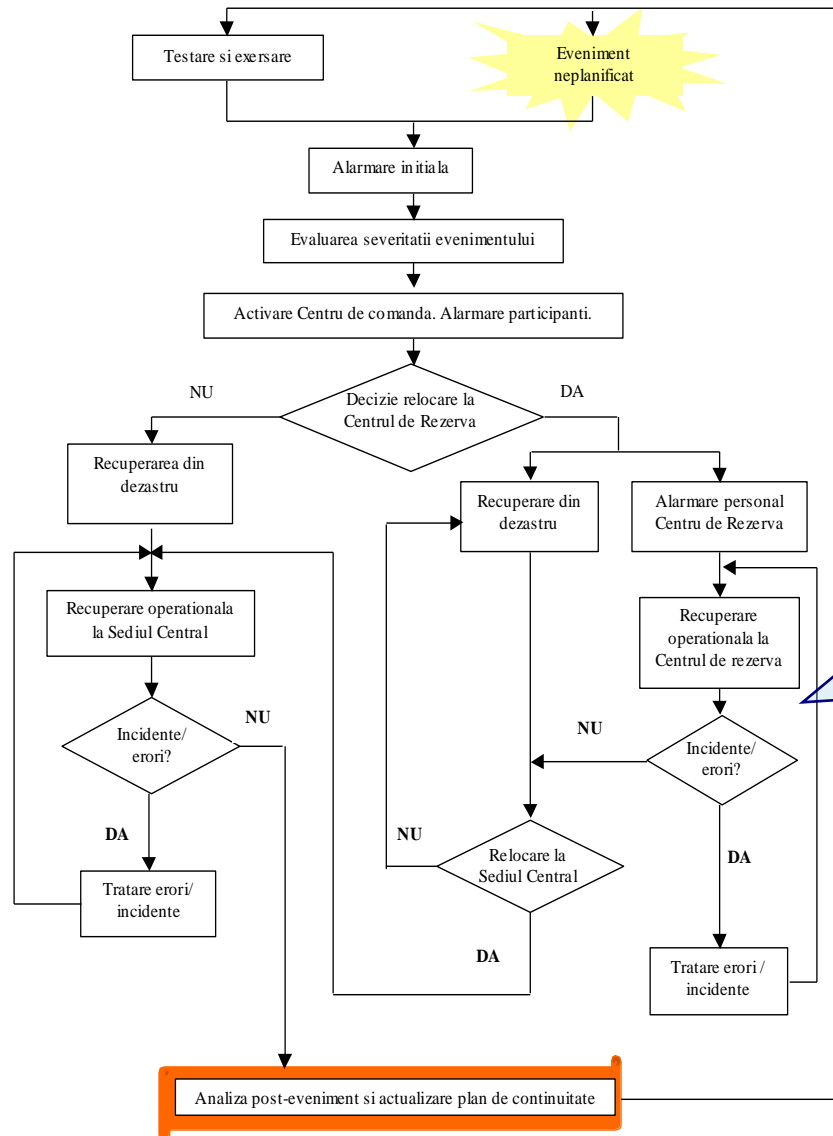 Testare si exersare
Eveniment
neplanificat
Alarmare initiala
Evaluarea severitatii evenimentului
Activare Centru de comanda. Alarmare participanti.
NU
Decizie relocare la
Centrul de Rezerva
DA
Recuperarea din
dezastru
Recuperare din
dezastru
Alarmare personal
Centru de Rezerva
Recuperare operationala
la Sediul Central
Recuperare
operationala la
Centrul de rezerva
Incidente/
erori?
NU
NU
Incidente/
erori?
DA
NU
Relocare la
Sediul Central
DA
Tratare erori/
incidente
DA
Tratare erori /
incidente
Analiza post-eveniment si actualizare plan de continuitate